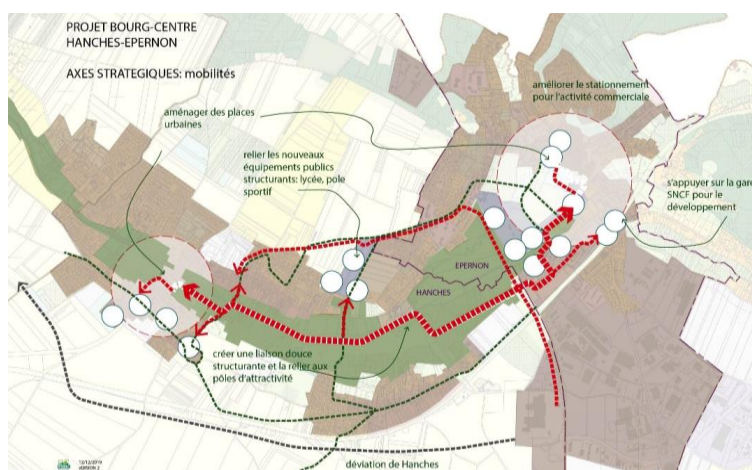 PROJET BOURG-CENTRE
HANCHES-EPERNON
AXES STRATEGIQUES: mobilités
aménager des places
urbaines
améliorer le stationnement
pour l'activité commerciale
relier les nouveaux
équipements publics
structurants: lycée, pole
sportif
s'appuyer sur la gare
SNCF pour le
développement
EPERNON
HANCHES
créer une liaison douce
structurante et la relier aux
pôles d'attractivité
déviation de Hanches
VERSION 2